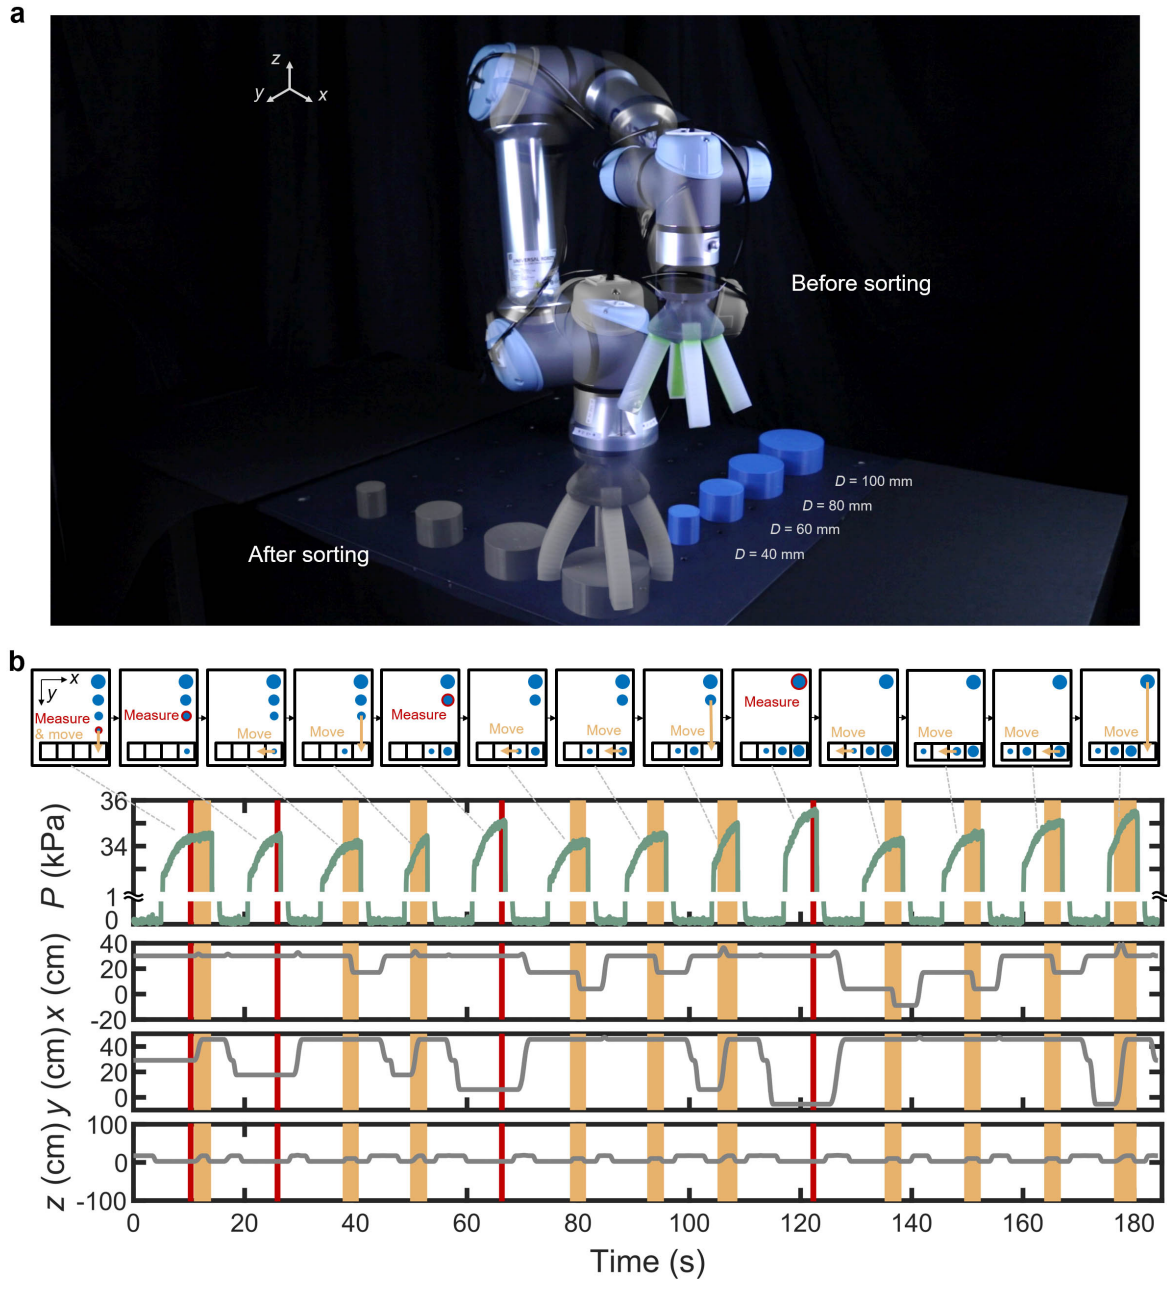 a
z
y
x
Before sorting
D = 100 mm
D = 80 mm
D = 60 mm
D = 40 mm
After sorting
b
x
y
Measure
& move
Measure
Move
Move
Measure
Move
Move
Move
Measure
Move
Move
Move
Move
P (kPa)
36
34
1
0
x (cm)
40
20
0
-20
y (cm)
40
20
0
z (cm)
100
0
-100
0 20 40 60 80 100 120 140 160 180
Time (s)